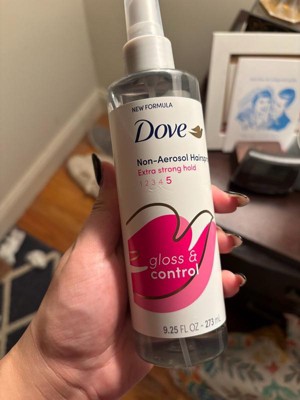 NEW FORMULA
Dove
Non-Aerosol Hairsp
Extra strong hold
1 2 3 4 5
gloss &
control
9.25 FL OZ - 273 mL